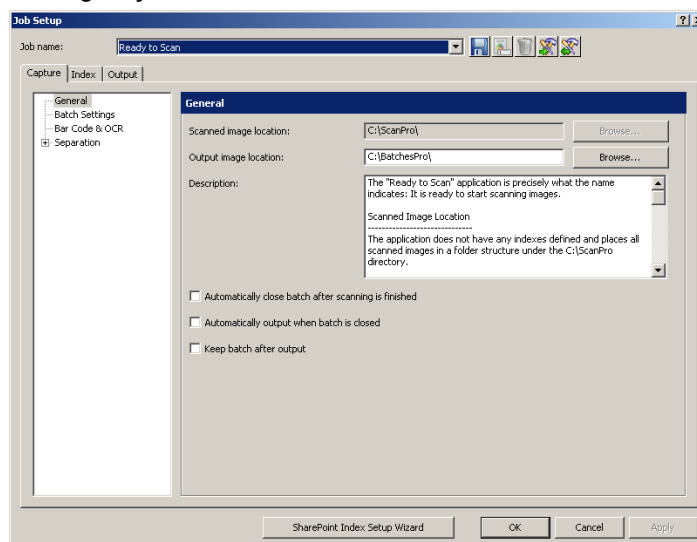 Job Setup
Job name: Ready to Scan
Capture Index Output
General
Batch Settings
Bar Code & OCR
Separation
General
Scanned image location: C:\ScanPro\ Browse...
Output image location: C:\BatchesPro\ Browse...
Description: The "Ready to Scan" application is precisely what the name
indicates: It is ready to start scanning images.
Scanned Image Location
------------------------------
The application does not have any indexes defined and places all
scanned images in a folder structure under the C:\ScanPro
directory.
Automatically close batch after scanning is finished
Automatically output when batch is closed
Keep batch after output
SharePoint Index Setup Wizard OK Cancel Apply